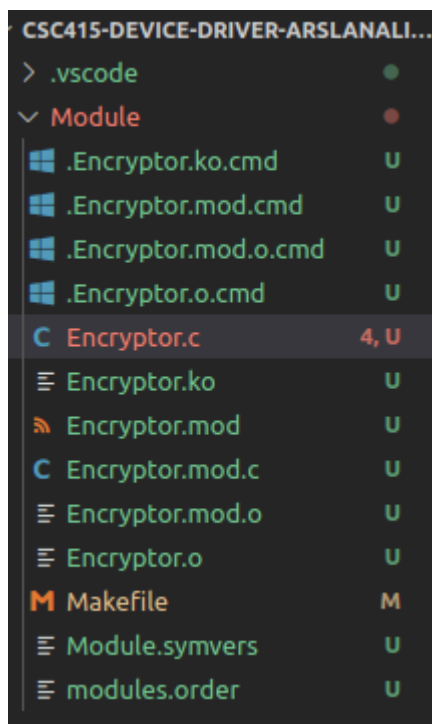 CSC415-DEVICE-DRIVER-ARSLANALI...
.vscode
Module
.Encryptor.ko.cmd U
.Encryptor.mod.cmd U
.Encryptor.mod.o.cmd U
.Encryptor.o.cmd U
C Encryptor.c 4, U
Encryptor.ko U
Encryptor.mod U
C Encryptor.mod.c U
Encryptor.mod.o U
Encryptor.o U
M Makefile M
Module.symvers U
modules.order U